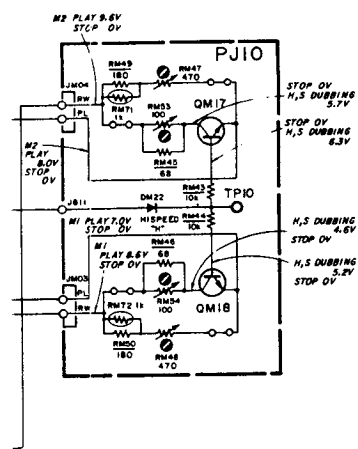 M2 PLAY 9.6V
STOP 0V
PJ10
RM49
180
RM47
470
JM04
RW
PL
RM71
1k
RM53
100
QM17
STOP 0V
H,S DUBBING
5.7V
RM45
68
STOP 0V
H,S DUBBING
6.3V
M2
PLAY
8.0V
STOP
0V
RM43
10k
J811
DM22
HISPEED
"H"
TP10
RM44
10k
M1 PLAY 7.0V
STOP 0V
M1
PLAY 8.6V
STOP 0V
RM46
68
H,S DUBBING
4.6V
STOP 0V
JM03
PL
RW
RM72 1k
RM54
100
QM18
H,S DUBBING
5.2V
STOP 0V
RM50
180
RM48
470